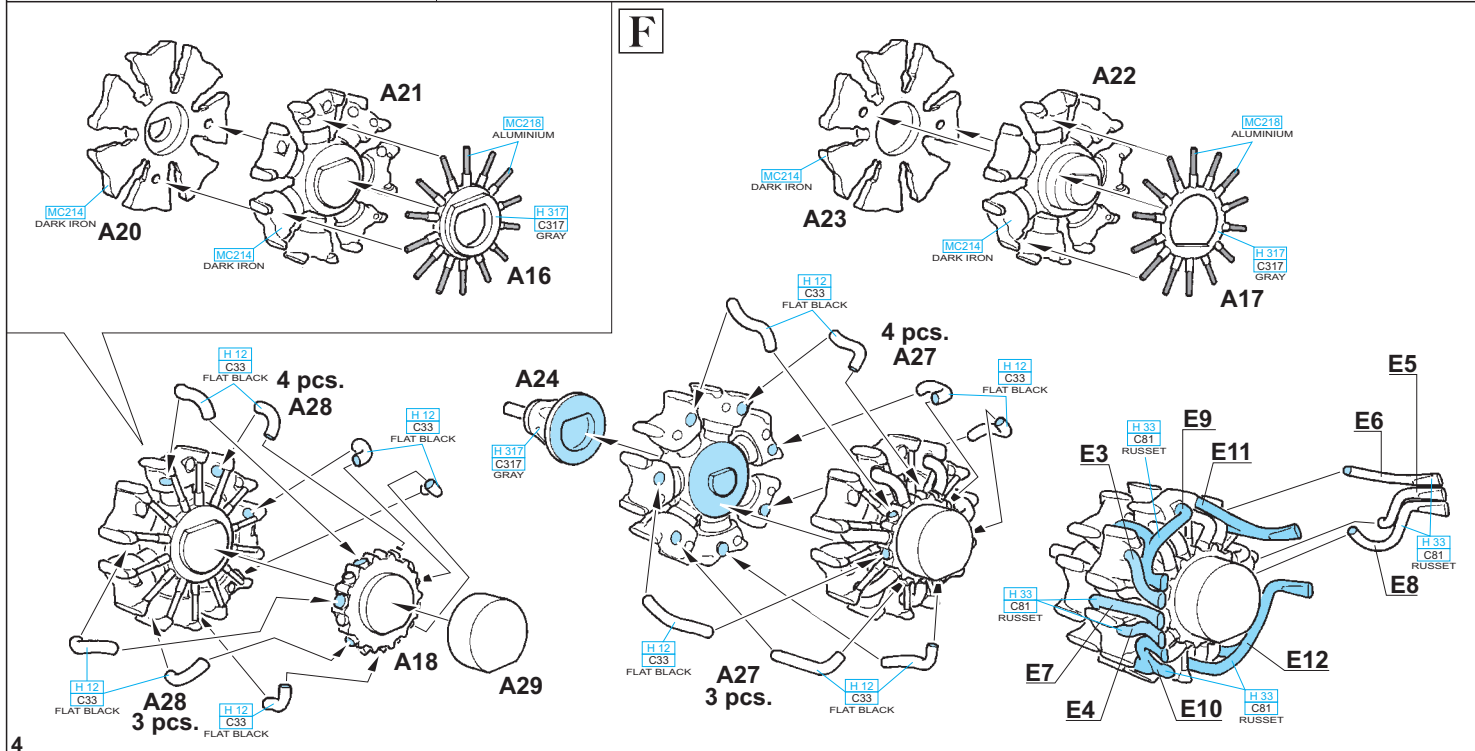 F
A21
MC218
ALUMINIUM
MC214
DARK IRON
A20
MC214
DARK IRON
H 317
C317
GRAY
A16
A22
MC218
ALUMINIUM
MC214
DARK IRON
A23
MC214
DARK IRON
H 317
C317
GRAY
A17
H 12
C33
FLAT BLACK
4 pcs.
A28
H 12
C33
FLAT BLACK
A18
A29
H 12
C33
FLAT BLACK
A28
3 pcs.
H 12
C33
FLAT BLACK
H 12
C33
FLAT BLACK
4 pcs.
A27
A24
H 317
C317
GRAY
H 12
C33
FLAT BLACK
H 12
C33
FLAT BLACK
A27
3 pcs.
H 12
C33
FLAT BLACK
E5
E6
E9
H 33
C81
RUSSET
E3
E11
H 33
C81
RUSSET
E8
H 33
C81
RUSSET
E7
E12
E4
E10
H 33
C81
RUSSET
4